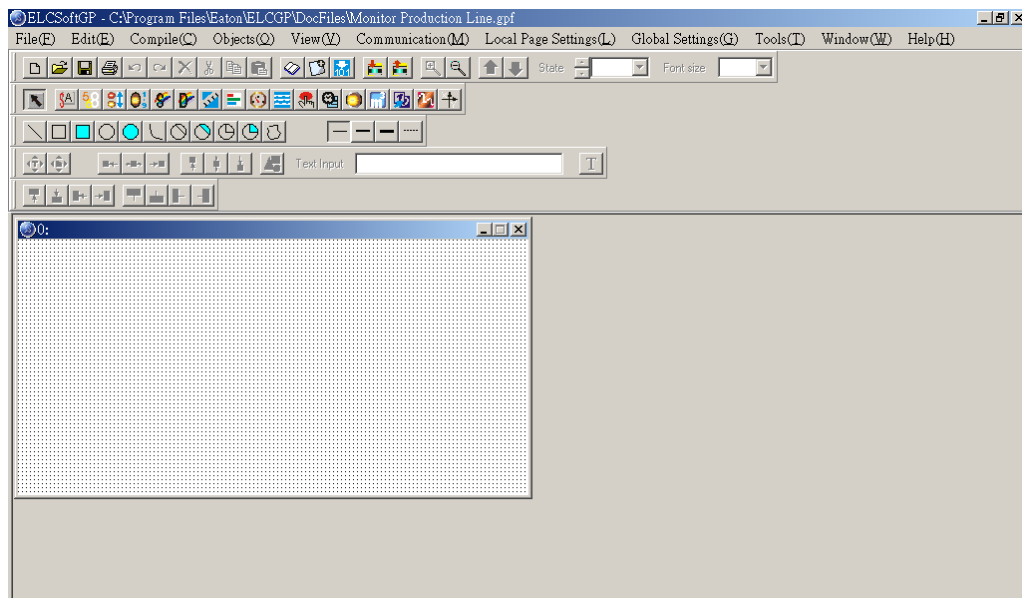 ELCSoftGP - C:\Program Files\Eaton\ELCGP\DocFiles\Monitor Production Line.gpf
File(F) Edit(E) Compile(C) Objects(O) View(V) Communication(M) Local Page Settings(L) Global Settings(G) Tools(T) Window(W) Help(H)
State Font size
Text Input T
0: